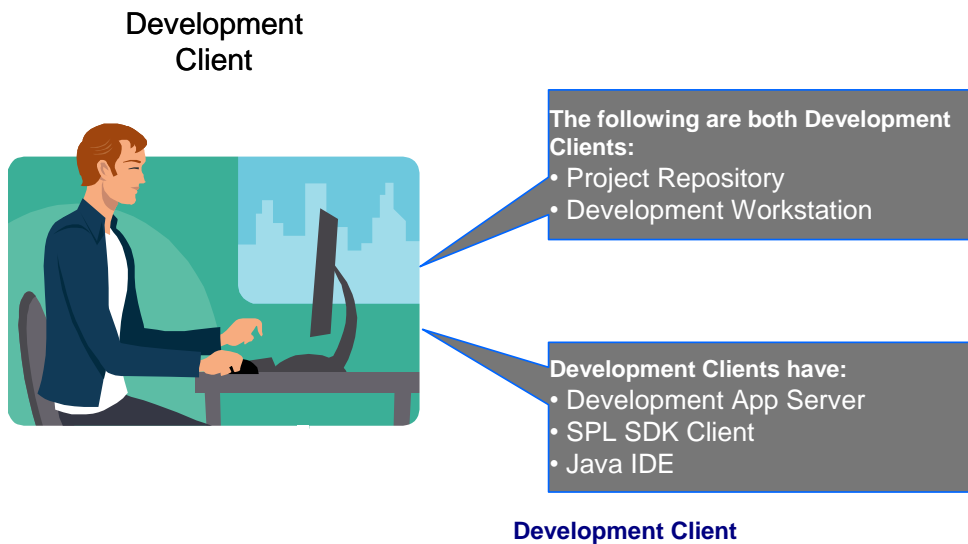 Development
Client
The following are both Development
Clients:
• Project Repository
• Development Workstation
Development Clients have:
• Development App Server
• SPL SDK Client
• Java IDE
Development Client